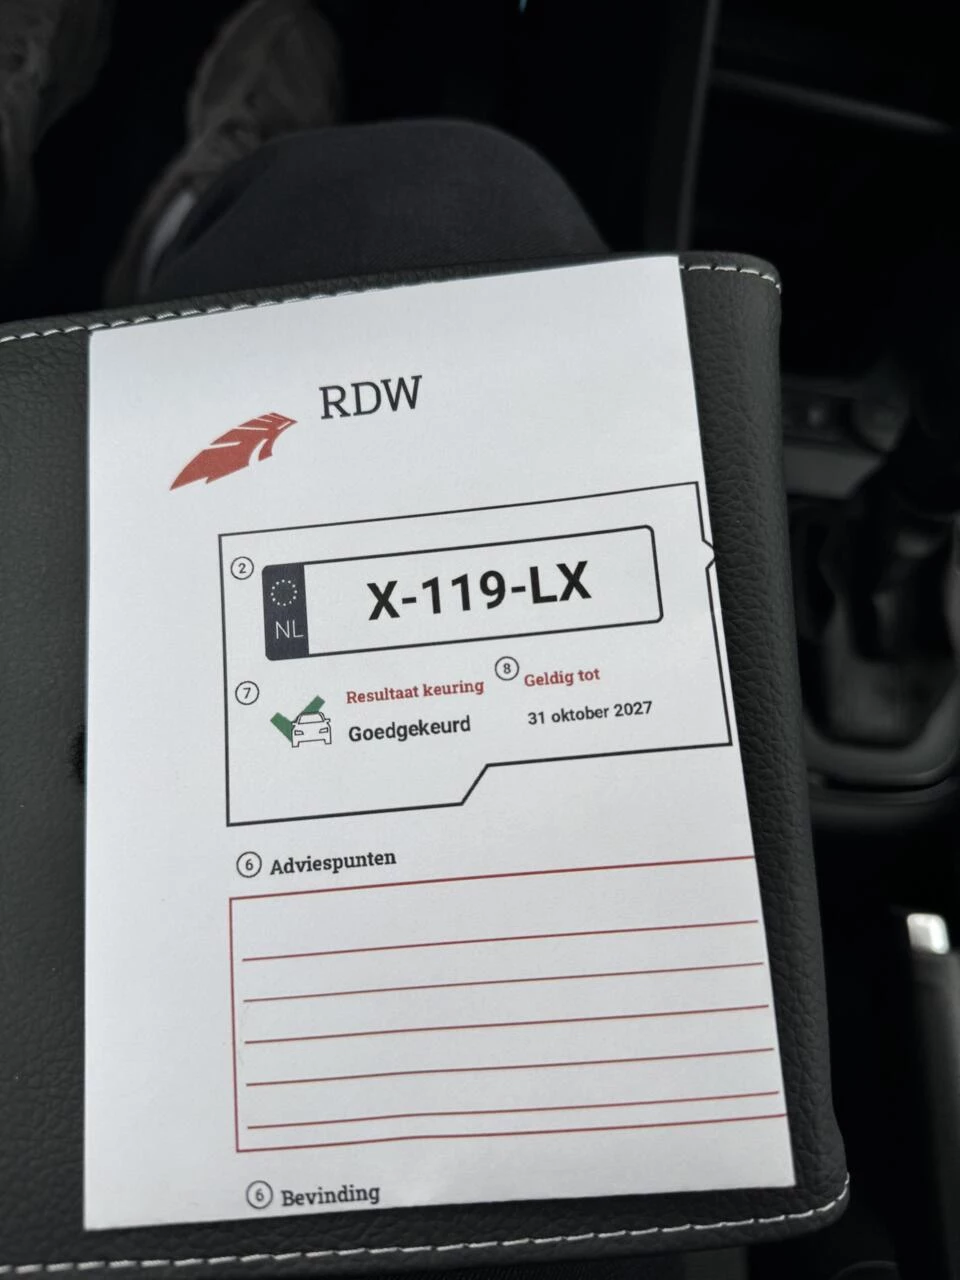 RDW
2
NL X-119-LX
7 Resultaat keuring 8 Geldig tot
Goedgekeurd 31 oktober 2027
6 Adviespunten
6 Bevinding